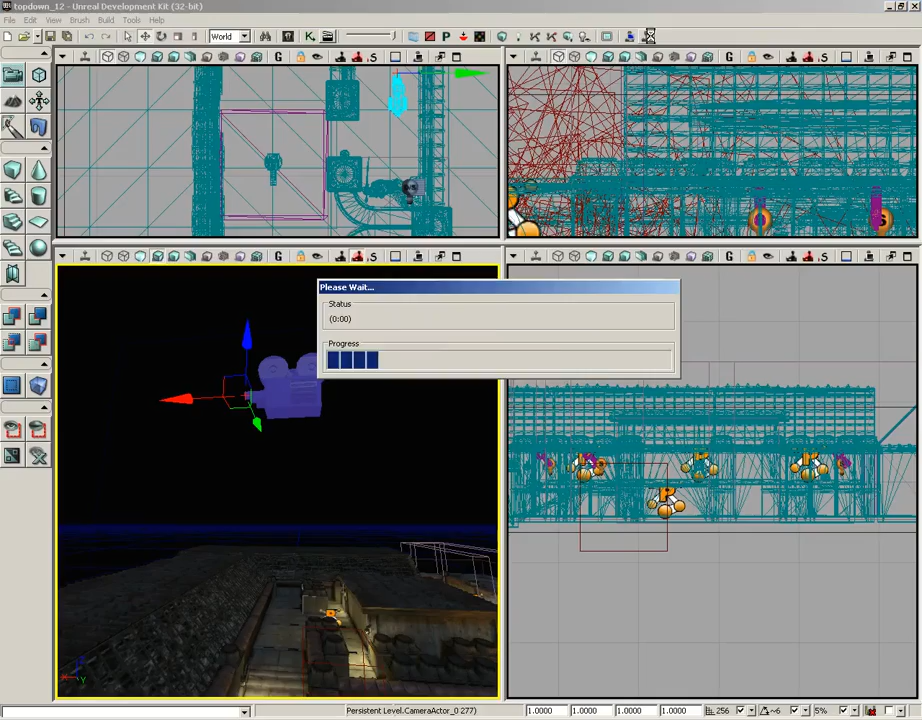 topdown_12 - Unreal Development Kit (32-bit)
File Edit View Brush Build Tools Help
World
G
P
S
G
G
Please Wait...
Status
(0:00)
Progress
P
Persistent Level.CameraActor_0 277)
1.0000 1.0000 1.0000 1.0000
256
~6
5%